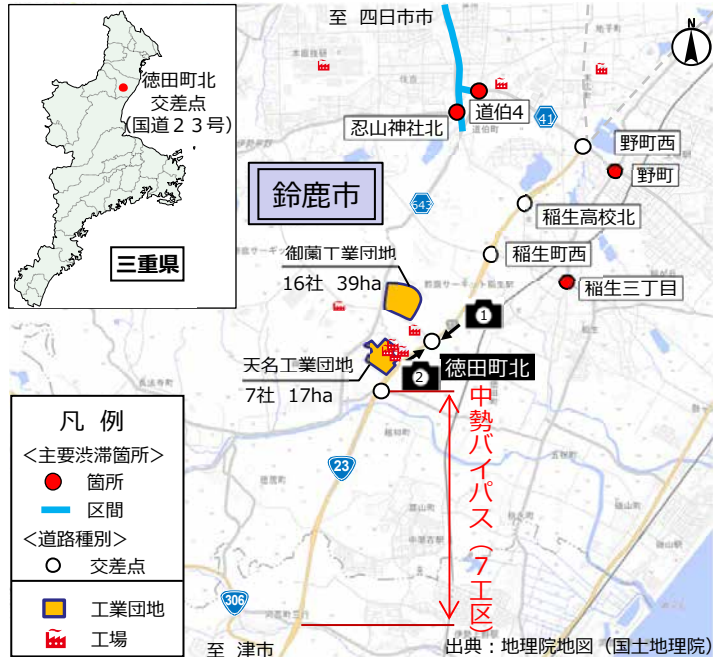 至 四日市市
N
徳田町北
交差点
(国道２３号)
三重県
道伯4
忍山神社北
41
野町西
野町
鈴鹿市
643
稲生高校北
稲生町西
御薗工業団地
16社 39ha
稲生三丁目
①
天名工業団地
7社 17ha
②
徳田町北
中勢バイパス（７工区）
23
306
凡 例
＜主要渋滞箇所＞
箇所
区間
＜道路種別＞
交差点
工業団地
工場
至 津市
出典：地理院地図（国土地理院）